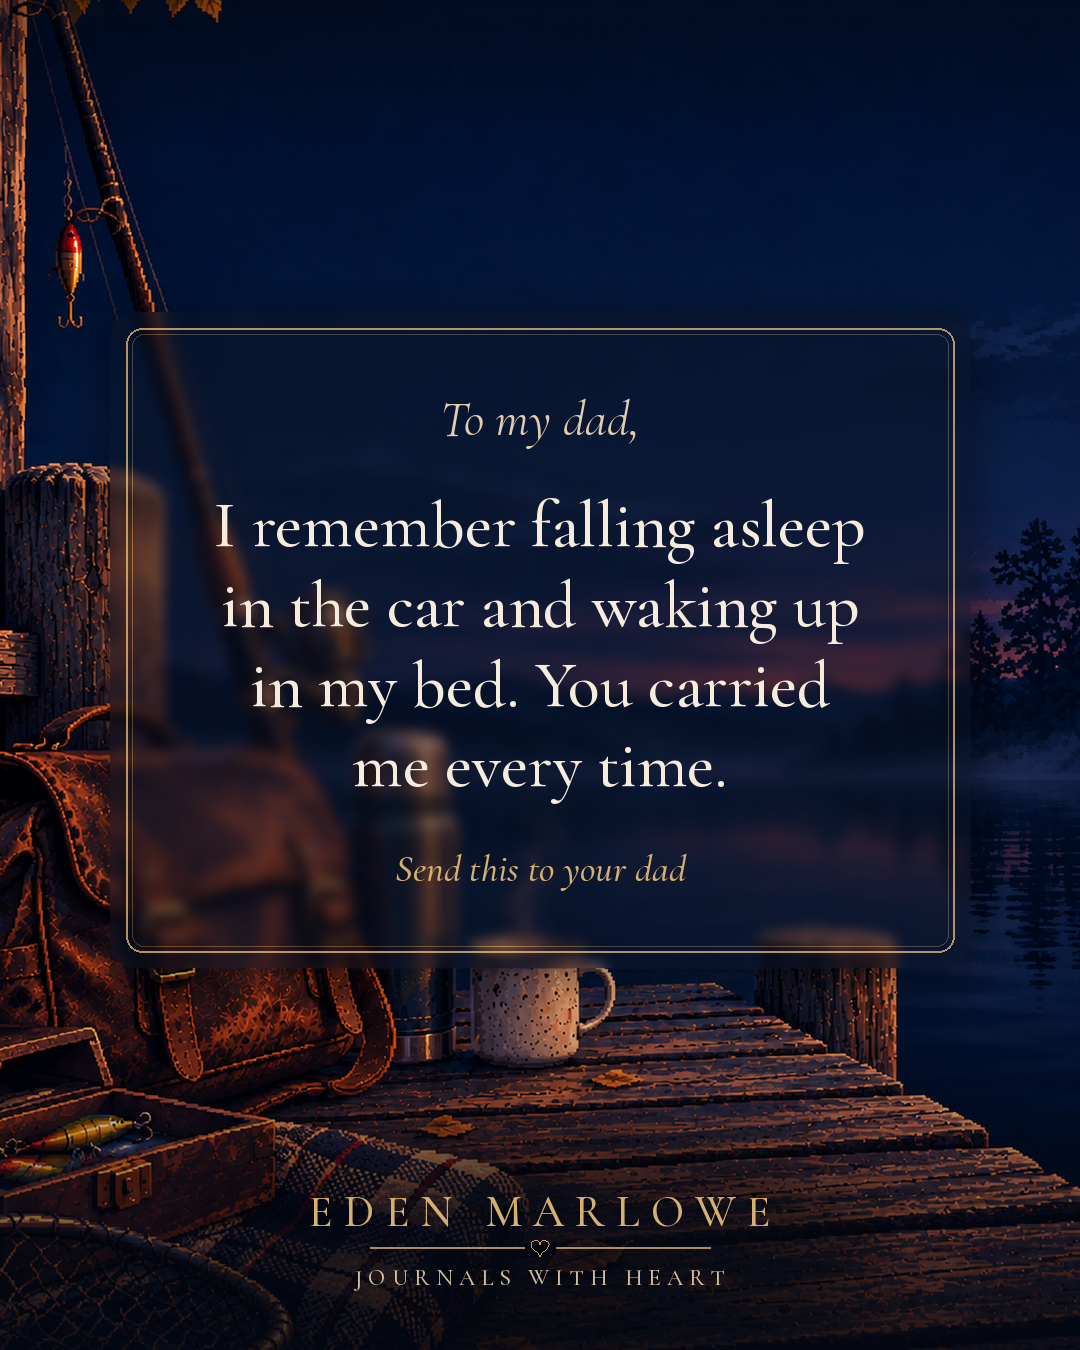 To my dad,
I remember falling asleep
in the car and waking up
in my bed. You carried
me every time.
Send this to your dad
EDEN MARLOWE
JOURNALS WITH HEART